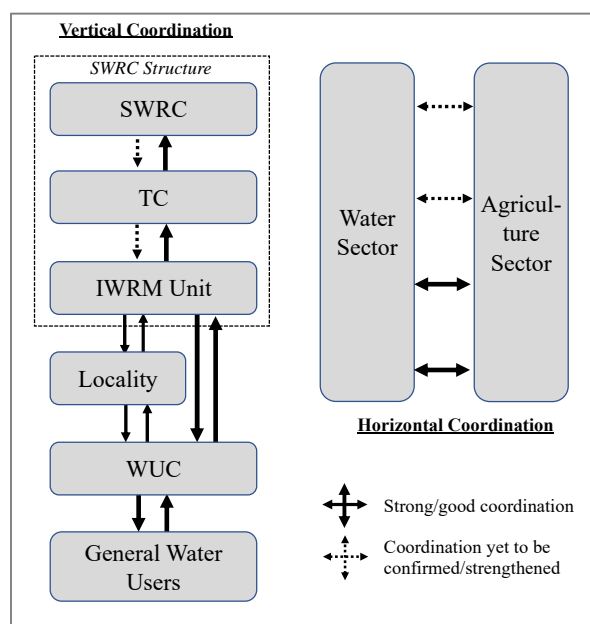 Vertical Coordination
SWRC Structure
SWRC
TC
IWRM Unit
Locality
WUC
General Water
Users
Water
Sector
Agricul-
ture
Sector
Horizontal Coordination
Strong/good coordination
Coordination yet to be
confirmed/strengthened